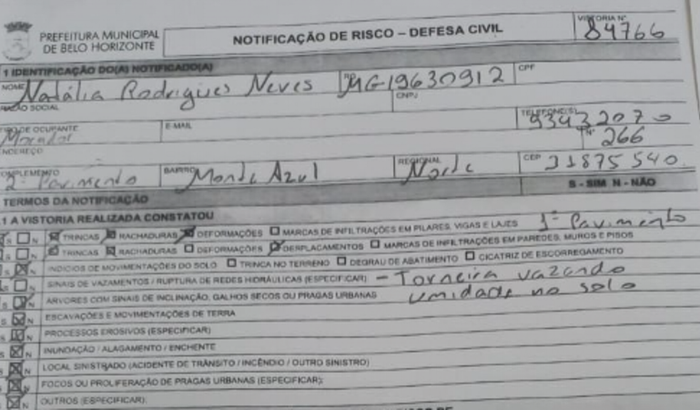 PREFEITURA MUNICIPAL
DE BELO HORIZONTE
NOTIFICAÇÃO DE RISCO – DEFESA CIVIL
VISTORIA Nº
84766
1 IDENTIFICAÇÃO DO(A) NOTIFICADO(A)
NOME Natália Rodrigues Neves MG19630912 CPF
RAZÃO SOCIAL CNPJ
TIPO DE OCUPANTE E-MAIL TELEFONE(S)
Morador 93432070
ENDEREÇO Nº 266
COMPLEMENTO BAIRRO REGIONAL CEP
2º Pavimento Monte Azul Norte 31875540
TERMOS DA NOTIFICAÇÃO S - SIM N - NÃO
1 A VISTORIA REALIZADA CONSTATOU
S N TRINCAS RACHADURAS DEFORMAÇÕES MARCAS DE INFILTRAÇÕES EM PILARES, VIGAS E LAJES 1º Pavimento
S N TRINCAS RACHADURAS DEFORMAÇÕES DESPLACAMENTOS MARCAS DE INFILTRAÇÕES EM PAREDES, MUROS E PISOS
S N INDÍCIOS DE MOVIMENTAÇÕES DO SOLO TRINCA NO TERRENO DEGRAU DE ABATIMENTO CICATRIZ DE ESCORREGAMENTO
S N SINAIS DE VAZAMENTOS / RUPTURA DE REDES HIDRÁULICAS (ESPECIFICAR) - Torneira vazando
S N ÁRVORES COM SINAIS DE INCLINAÇÃO, GALHOS SECOS OU PRAGAS URBANAS umidade no solo
S N ESCAVAÇÕES E MOVIMENTAÇÕES DE TERRA
S N PROCESSOS EROSIVOS (ESPECIFICAR)
S N INUNDAÇÃO / ALAGAMENTO / ENCHENTE
S N LOCAL SINISTRADO (ACIDENTE DE TRÂNSITO / INCÊNDIO / OUTRO SINISTRO)
S N FOCOS OU PROLIFERAÇÃO DE PRAGAS URBANAS (ESPECIFICAR):
S N OUTROS (ESPECIFICAR):